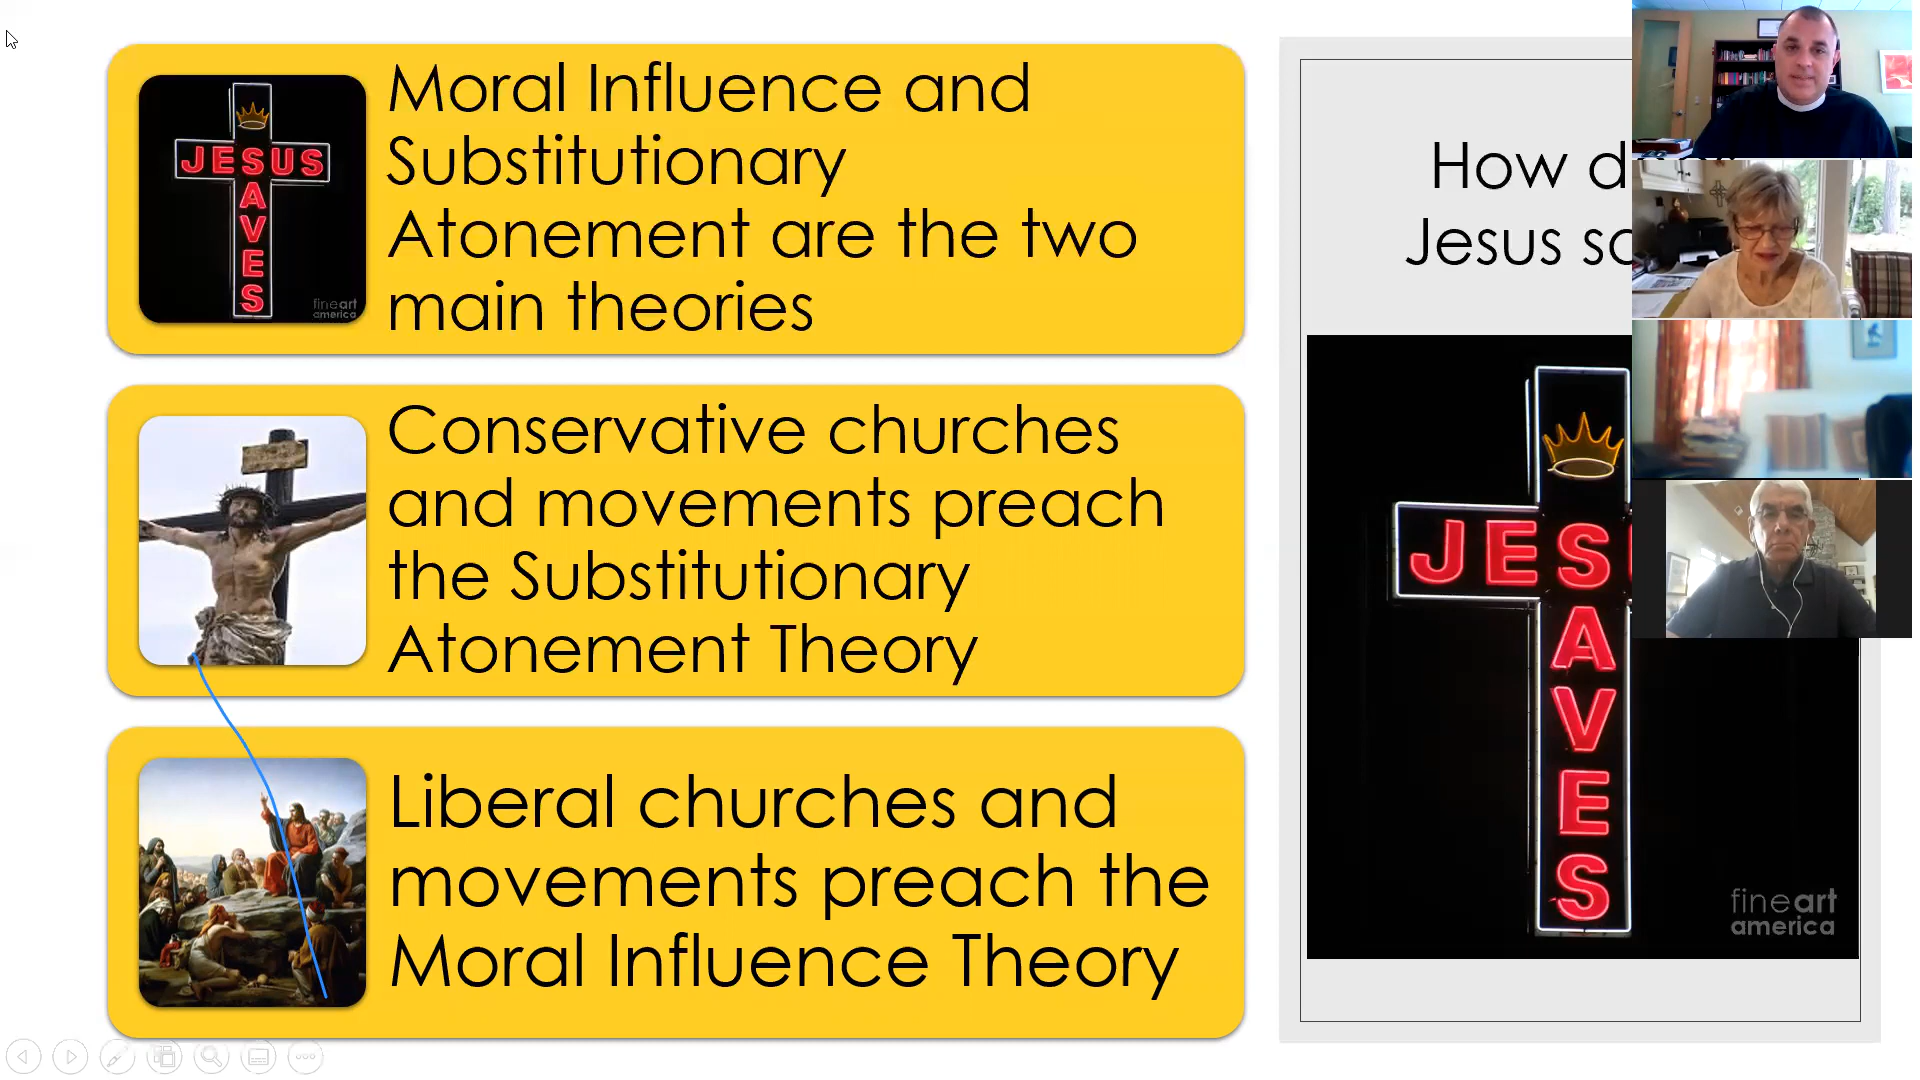 JESUS
SAVES
fineart
america
Moral Influence and
Substitutionary
Atonement are the two
main theories
Conservative churches
and movements preach
the Substitutionary
Atonement Theory
Liberal churches and
movements preach the
Moral Influence Theory
How d
Jesus sa
JES
SAVES
fineart
america